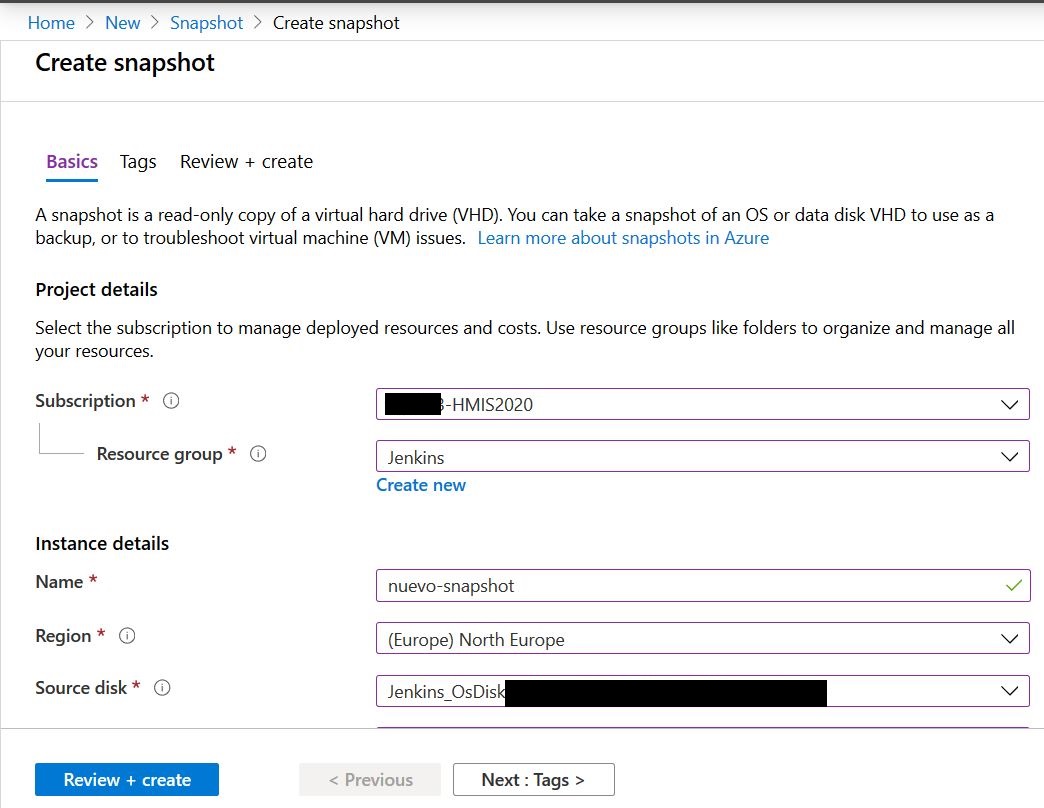 Home > New > Snapshot > Create snapshot
Create snapshot
Basics Tags Review + create
A snapshot is a read-only copy of a virtual hard drive (VHD). You can take a snapshot of an OS or data disk VHD to use as a
backup, or to troubleshoot virtual machine (VM) issues. Learn more about snapshots in Azure
Project details
Select the subscription to manage deployed resources and costs. Use resource groups like folders to organize and manage all
your resources.
Subscription * -HMIS2020
Resource group * Jenkins
Create new
Instance details
Name * nuevo-snapshot
Region * (Europe) North Europe
Source disk * Jenkins_OsDisk
Review + create < Previous Next : Tags >